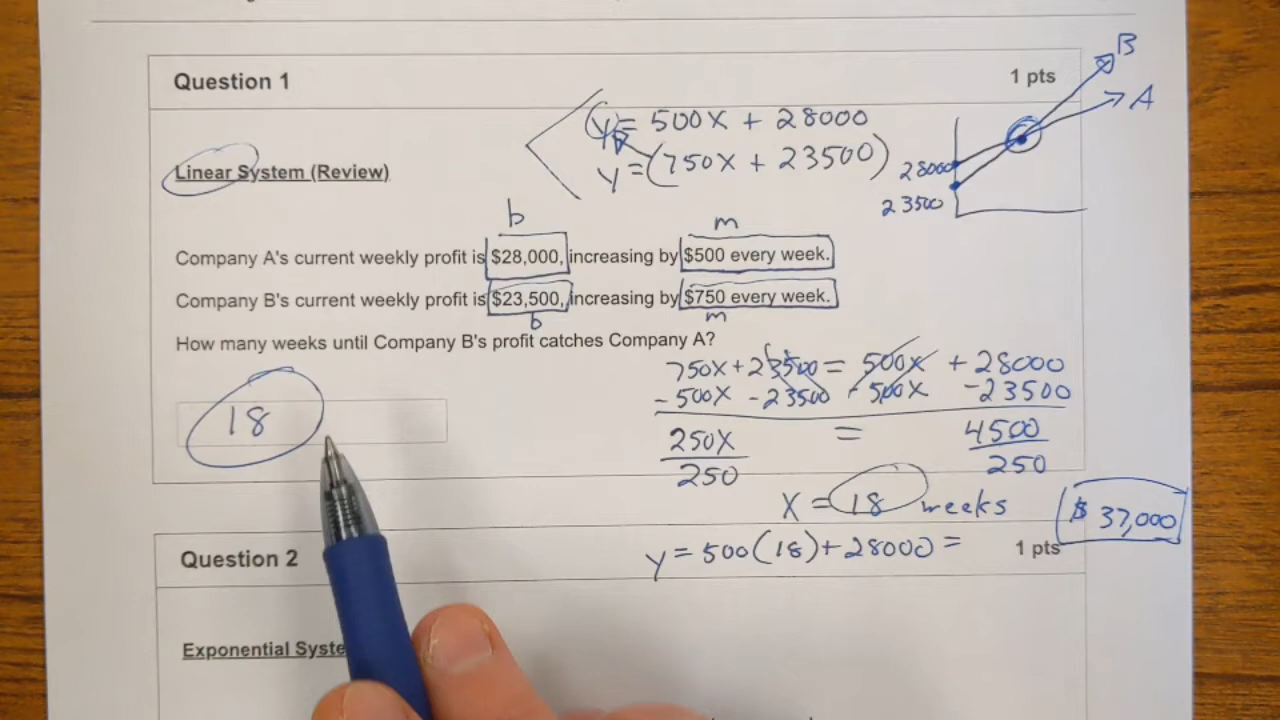 Question 1
1 pts
B
A
y = 500x + 28000
y = (750x + 23500)
28000
23500
Linear System (Review)
b
m
Company A's current weekly profit is $28,000, increasing by $500 every week.
Company B's current weekly profit is $23,500, increasing by $750 every week.
b
m
How many weeks until Company B's profit catches Company A?
750x + 23500 = 500x + 28000
- 500x - 23500 - 500x - 23500
250x = 4500
250 250
18
x = 18 weeks
$ 37,000
y = 500(18) + 28000 =
Question 2
1 pts
Exponential Syste